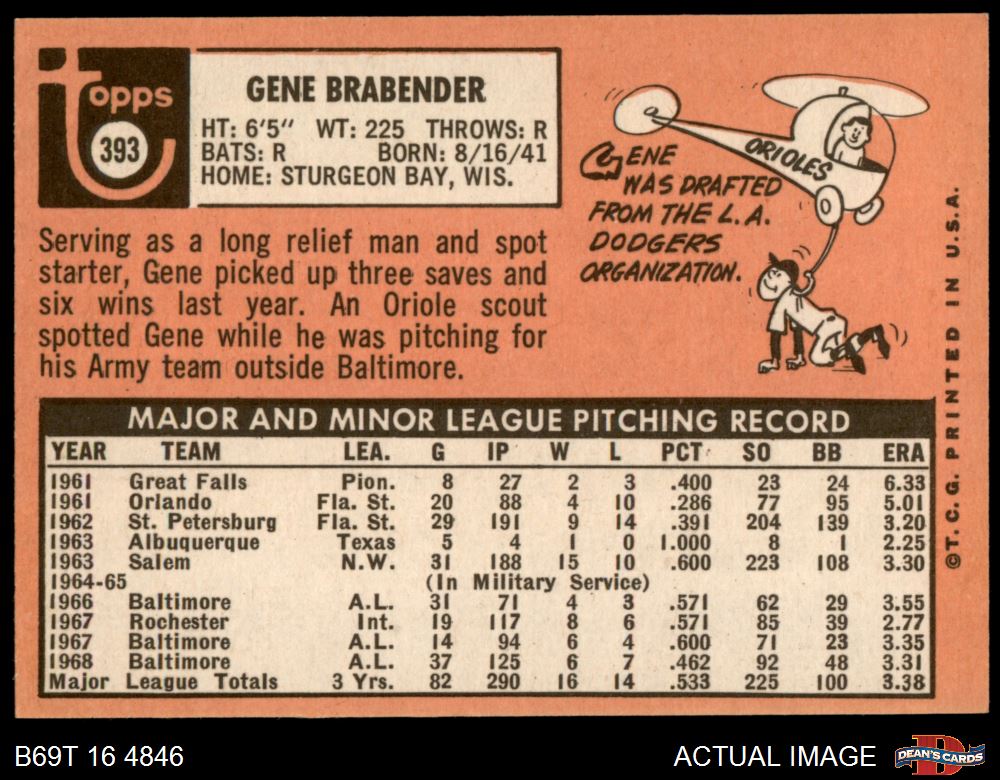 Topps
393
GENE BRABENDER
HT: 6'5" WT: 225 THROWS: R
BATS: R BORN: 8/16/41
HOME: STURGEON BAY, WIS.
Serving as a long relief man and spot
starter, Gene picked up three saves and
six wins last year. An Oriole scout
spotted Gene while he was pitching for
his Army team outside Baltimore.
GENE
WAS DRAFTED
FROM THE L.A.
DODGERS
ORGANIZATION.
ORIOLES
MAJOR AND MINOR LEAGUE PITCHING RECORD
YEAR TEAM LEA. G IP W L PCT SO BB ERA
1961 Great Falls Pion. 8 27 2 3 .400 23 24 6.33
1961 Orlando Fla. St. 20 88 4 10 .286 77 95 5.01
1962 St. Petersburg Fla. St. 29 191 9 14 .391 204 139 3.20
1963 Albuquerque Texas 5 4 1 0 1.000 8 1 2.25
1963 Salem N.W. 31 188 15 10 .600 223 108 3.30
1964-65 (In Military Service)
1966 Baltimore A.L. 31 71 4 3 .571 62 29 3.55
1967 Rochester Int. 19 117 8 6 .571 85 39 2.77
1967 Baltimore A.L. 14 94 6 4 .600 71 23 3.35
1968 Baltimore A.L. 37 125 6 7 .462 92 48 3.31
Major League Totals 3 Yrs. 82 290 16 14 .533 225 100 3.38
©T.C.G. PRINTED IN U.S.A.
B69T 16 4846
ACTUAL IMAGE
DEAN'S CARDS